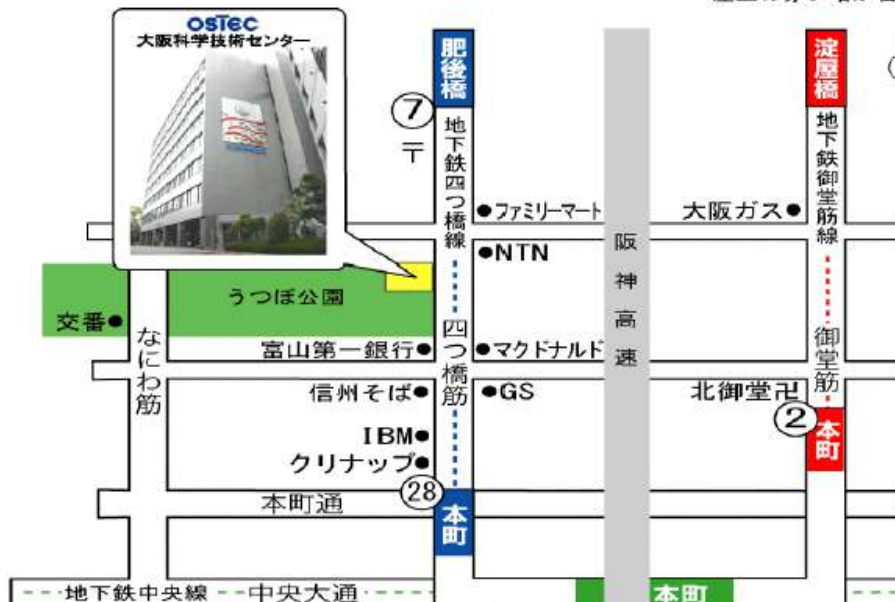 OSTEC
大阪科学技術センター
肥後橋
淀屋橋
7
〒
地下鉄四つ橋線
地下鉄御堂筋線
ファミリーマート
大阪ガス
NTN
阪神高速
うつぼ公園
交番
なにわ筋
富山第一銀行
四つ橋筋
マクドナルド
御堂筋
信州そば
GS
北御堂卍
2
本町
IBM
クリナップ
28
本町通
本町
地下鉄中央線
中央大通
本町